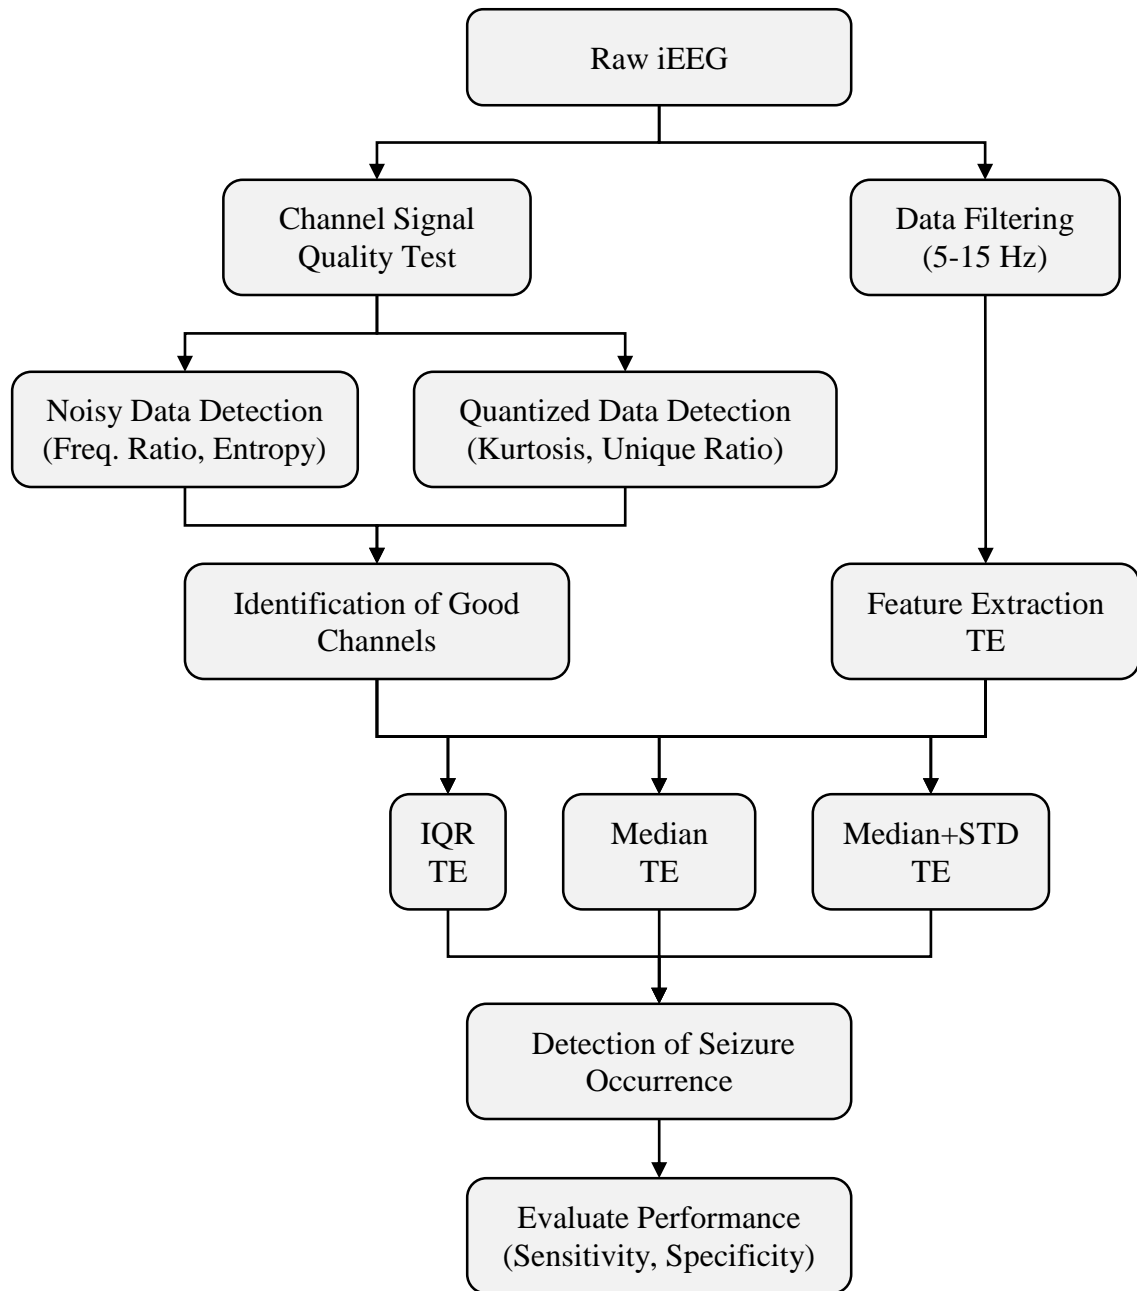 Raw iEEG
Channel Signal
Quality Test
Data Filtering
(5-15 Hz)
Noisy Data Detection
(Freq. Ratio, Entropy)
Quantized Data Detection
(Kurtosis, Unique Ratio)
Identification of Good
Channels
Feature Extraction
TE
IQR
TE
Median
TE
Median+STD
TE
Detection of Seizure
Occurrence
Evaluate Performance
(Sensitivity, Specificity)